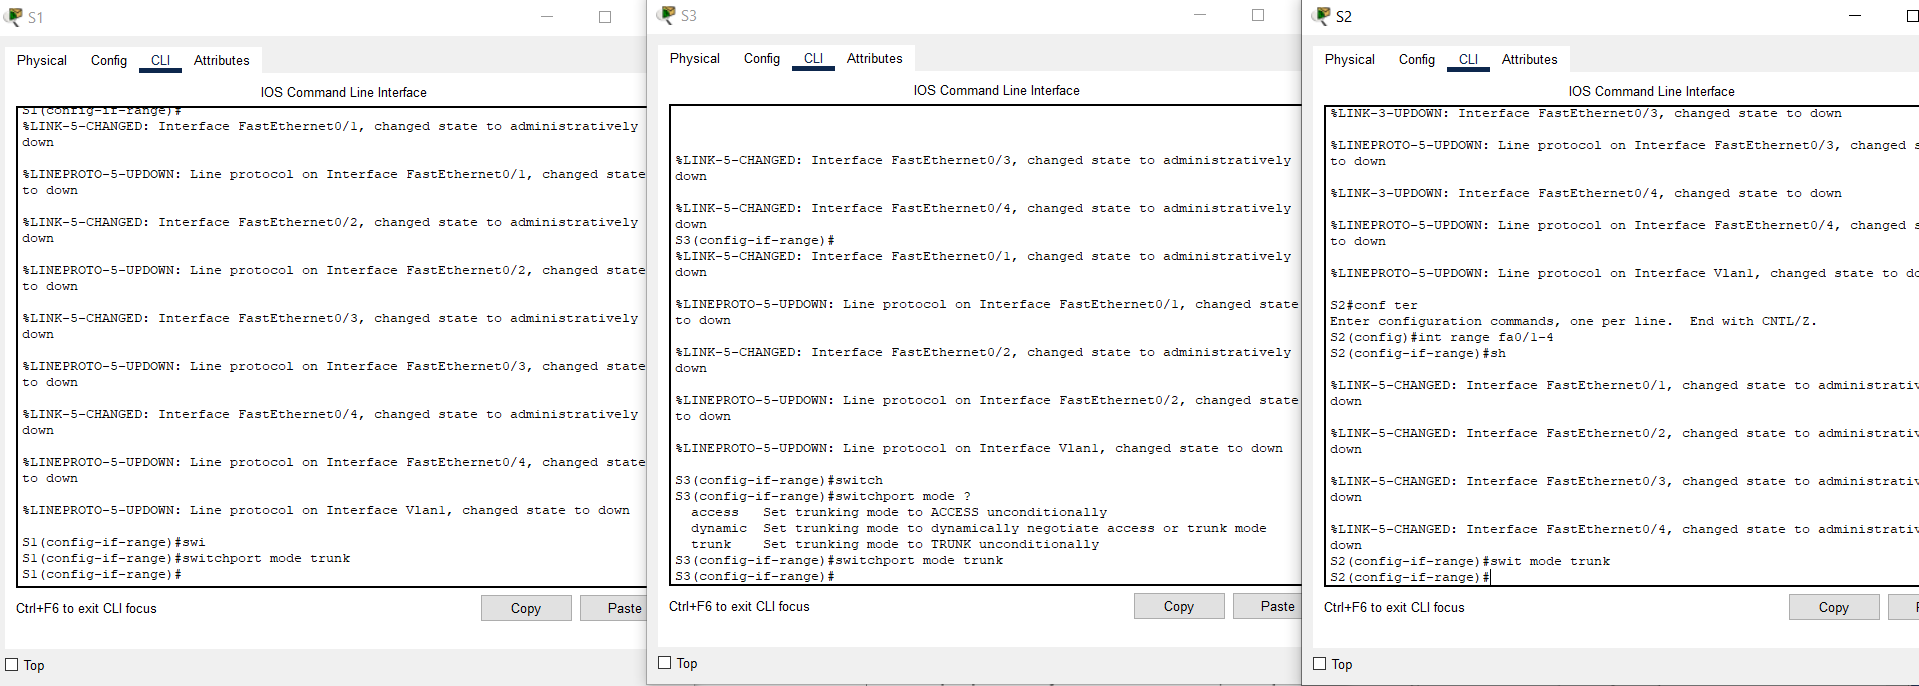 S1
Physical Config CLI Attributes
IOS Command Line Interface
S1(config-if-range)#
%LINK-5-CHANGED: Interface FastEthernet0/1, changed state to administratively
down
%LINEPROTO-5-UPDOWN: Line protocol on Interface FastEthernet0/1, changed state
to down
%LINK-5-CHANGED: Interface FastEthernet0/2, changed state to administratively
down
%LINEPROTO-5-UPDOWN: Line protocol on Interface FastEthernet0/2, changed state
to down
%LINK-5-CHANGED: Interface FastEthernet0/3, changed state to administratively
down
%LINEPROTO-5-UPDOWN: Line protocol on Interface FastEthernet0/3, changed state
to down
%LINK-5-CHANGED: Interface FastEthernet0/4, changed state to administratively
down
%LINEPROTO-5-UPDOWN: Line protocol on Interface FastEthernet0/4, changed state
to down
%LINEPROTO-5-UPDOWN: Line protocol on Interface Vlan1, changed state to down
S1(config-if-range)#swi
S1(config-if-range)#switchport mode trunk
S1(config-if-range)#
Ctrl+F6 to exit CLI focus
Copy
Paste
Top
S3
Physical Config CLI Attributes
IOS Command Line Interface
%LINK-5-CHANGED: Interface FastEthernet0/3, changed state to administratively
down
%LINK-5-CHANGED: Interface FastEthernet0/4, changed state to administratively
down
S3(config-if-range)#
%LINK-5-CHANGED: Interface FastEthernet0/1, changed state to administratively
down
%LINEPROTO-5-UPDOWN: Line protocol on Interface FastEthernet0/1, changed state
to down
%LINK-5-CHANGED: Interface FastEthernet0/2, changed state to administratively
down
%LINEPROTO-5-UPDOWN: Line protocol on Interface FastEthernet0/2, changed state
to down
%LINEPROTO-5-UPDOWN: Line protocol on Interface Vlan1, changed state to down
S3(config-if-range)#switch
S3(config-if-range)#switchport mode ?
access Set trunking mode to ACCESS unconditionally
dynamic Set trunking mode to dynamically negotiate access or trunk mode
trunk Set trunking mode to TRUNK unconditionally
S3(config-if-range)#switchport mode trunk
S3(config-if-range)#
Ctrl+F6 to exit CLI focus
Copy
Paste
Top
S2
Physical Config CLI Attributes
IOS Command Line Interface
%LINK-3-UPDOWN: Interface FastEthernet0/3, changed state to down
%LINEPROTO-5-UPDOWN: Line protocol on Interface FastEthernet0/3, changed
to down
%LINK-3-UPDOWN: Interface FastEthernet0/4, changed state to down
%LINEPROTO-5-UPDOWN: Line protocol on Interface FastEthernet0/4, changed
to down
%LINEPROTO-5-UPDOWN: Line protocol on Interface Vlan1, changed state to
S2#conf ter
Enter configuration commands, one per line. End with CNTL/Z.
S2(config)#int range fa0/1-4
S2(config-if-range)#sh
%LINK-5-CHANGED: Interface FastEthernet0/1, changed state to
down
%LINK-5-CHANGED: Interface FastEthernet0/2, changed state to
down
%LINK-5-CHANGED: Interface FastEthernet0/3, changed state to
down
%LINK-5-CHANGED: Interface FastEthernet0/4, changed state to
down
S2(config-if-range)#swit mode trunk
S2(config-if-range)#
Ctrl+F6 to exit CLI focus
Copy
Top